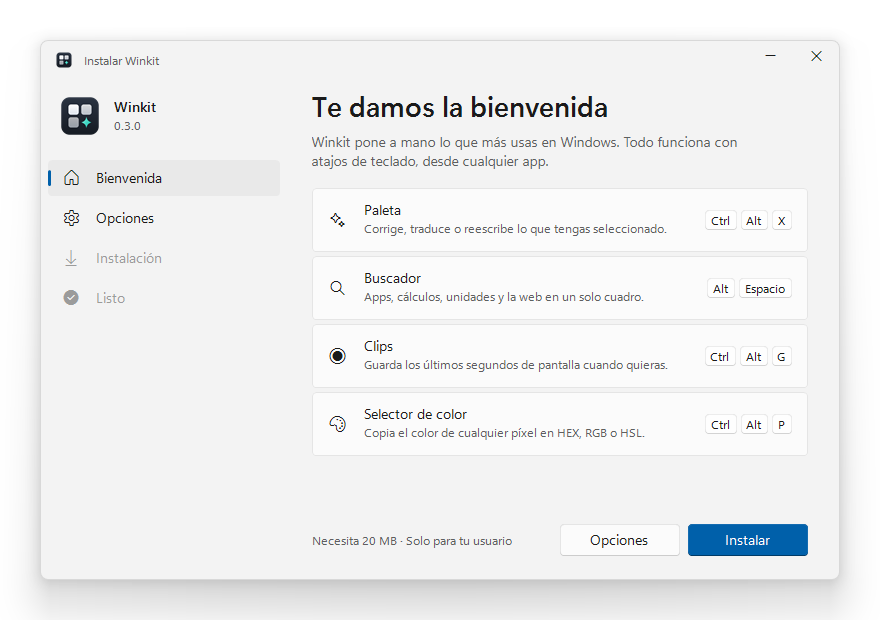 Instalar Winkit
Winkit
0.3.0
Bienvenida
Opciones
Instalación
Listo
Te damos la bienvenida
Winkit pone a mano lo que más usas en Windows. Todo funciona con
atajos de teclado, desde cualquier app.
Paleta
Corrige, traduce o reescribe lo que tengas seleccionado.
Ctrl Alt X
Buscador
Apps, cálculos, unidades y la web en un solo cuadro.
Alt Espacio
Clips
Guarda los últimos segundos de pantalla cuando quieras.
Ctrl Alt G
Selector de color
Copia el color de cualquier píxel en HEX, RGB o HSL.
Ctrl Alt P
Necesita 20 MB · Solo para tu usuario
Opciones
Instalar